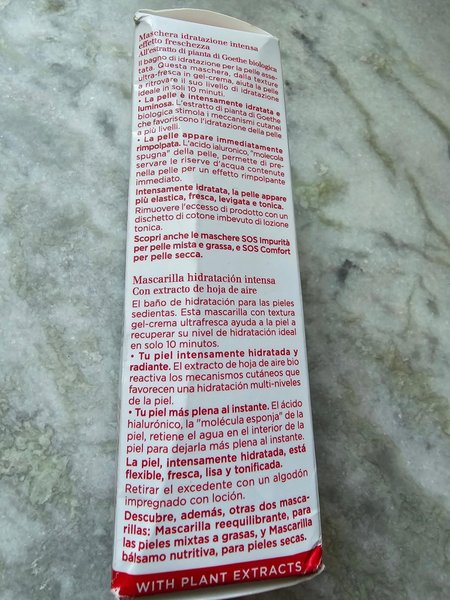 Maschera idratazione intensa
effetto freschezza
All'estratto di pianta di Goethe biologica
Il bagno di idratazione per la pelle asse-
tata. Questa maschera, dalla texture
ultra-fresca in gel-crema, aiuta la pelle
a ritrovare il suo livello di idratazione
ideale in soli 10 minuti.
• La pelle è intensamente idratata e
luminosa. L'estratto di pianta di Goethe
biologica stimola i meccanismi cutanei
che favoriscono l'idratazione della pelle
a più livelli.
• La pelle appare immediatamente
rimpolpata. L'acido ialuronico, "molecola
spugna" della pelle, permette di pre-
servare le riserve d'acqua contenute
nella pelle per un effetto rimpolpante
immediato.
Intensamente idratata, la pelle appare
più elastica, fresca, levigata e tonica.
Rimuovere l'eccesso di prodotto con un
dischetto di cotone imbevuto di lozione
tonica.
Scopri anche le maschere SOS Impurità
per pelle mista e grassa, e SOS Comfort
per pelle secca.
Mascarilla hidratación intensa
Con extracto de hoja de aire
El baño de hidratación para las pieles
sedientas. Esta mascarilla con textura
gel-crema ultrafresca ayuda a la piel a
recuperar su nivel de hidratación ideal
en solo 10 minutos.
• Tu piel intensamente hidratada y
radiante. El extracto de hoja de aire bio
reactiva los mecanismos cutáneos que
favorecen una hidratación multi-niveles
de la piel.
• Tu piel más plena al instante. El ácido
hialurónico, la "molécula esponja" de la
piel, retiene el agua en el interior de la
piel para dejarla más plena al instante.
La piel, intensamente hidratada, está
flexible, fresca, lisa y tonificada.
Retirar el excedente con un algodón
impregnado con loción.
Descubre, además, otras dos masca-
rillas: Mascarilla reequilibrante, para
las pieles mixtas a grasas, y Mascarilla
bálsamo nutritiva, para pieles secas.
WITH PLANT EXTRACTS